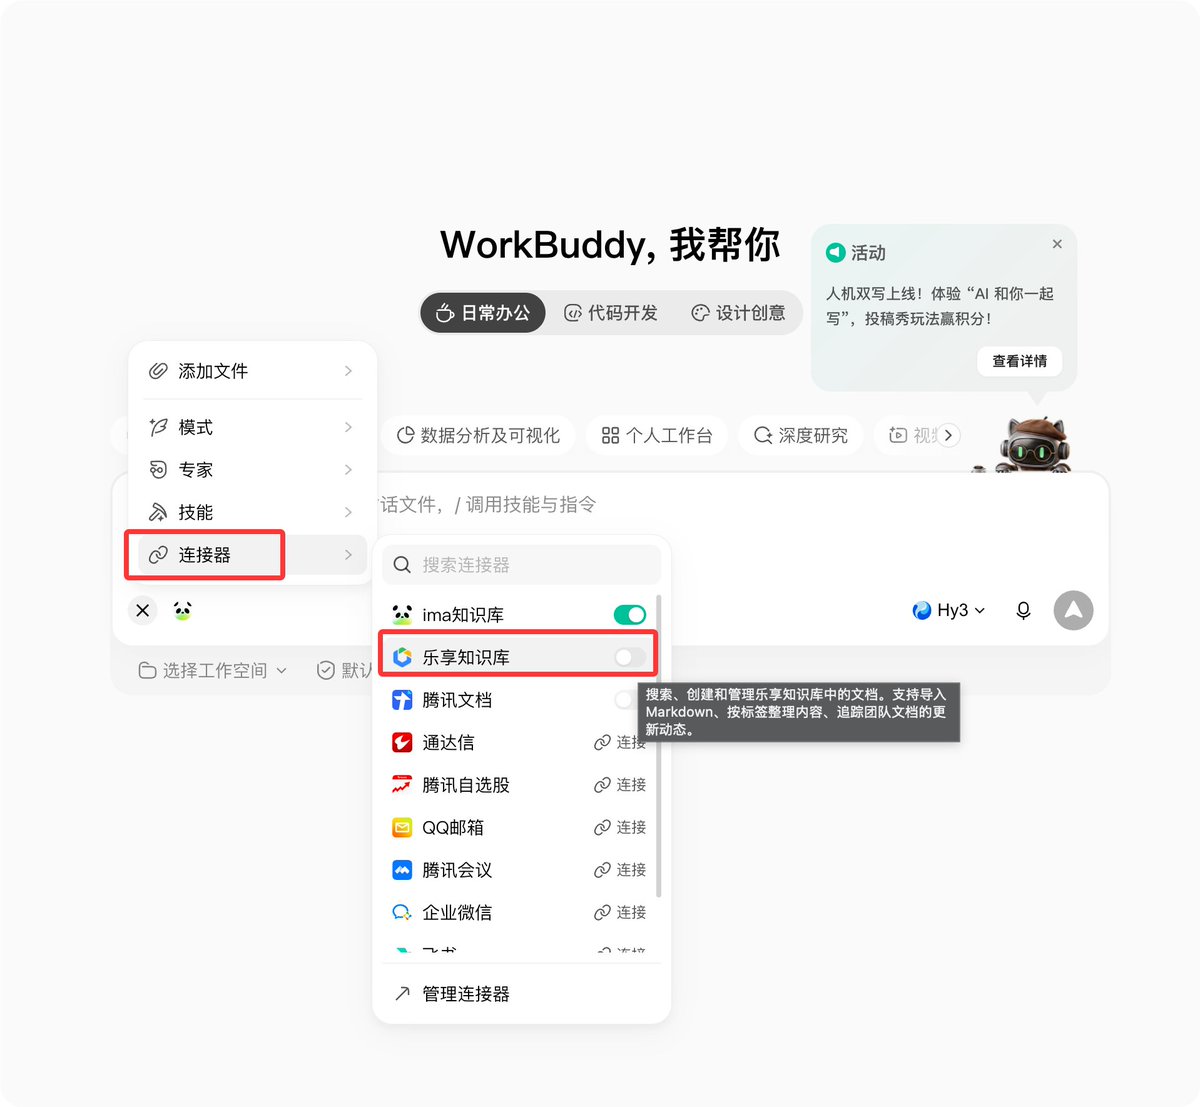 WorkBuddy, 我帮你
活动
人机双写上线！体验 “AI 和你一起
写”，投稿秀玩法赢积分！
查看详情
日常办公
代码开发
设计创意
添加文件
模式
专家
技能
连接器
数据分析及可视化
个人工作台
深度研究
话文件，/ 调用技能与指令
搜索连接器
ima知识库
乐享知识库
腾讯文档
通达信
连接
腾讯自选股
连接
QQ邮箱
连接
腾讯会议
连接
企业微信
连接
管理连接器
搜索、创建和管理乐享知识库中的文档。支持导入
Markdown、按标签整理内容、追踪团队文档的更
新动态。
Hy3
选择工作空间
默认